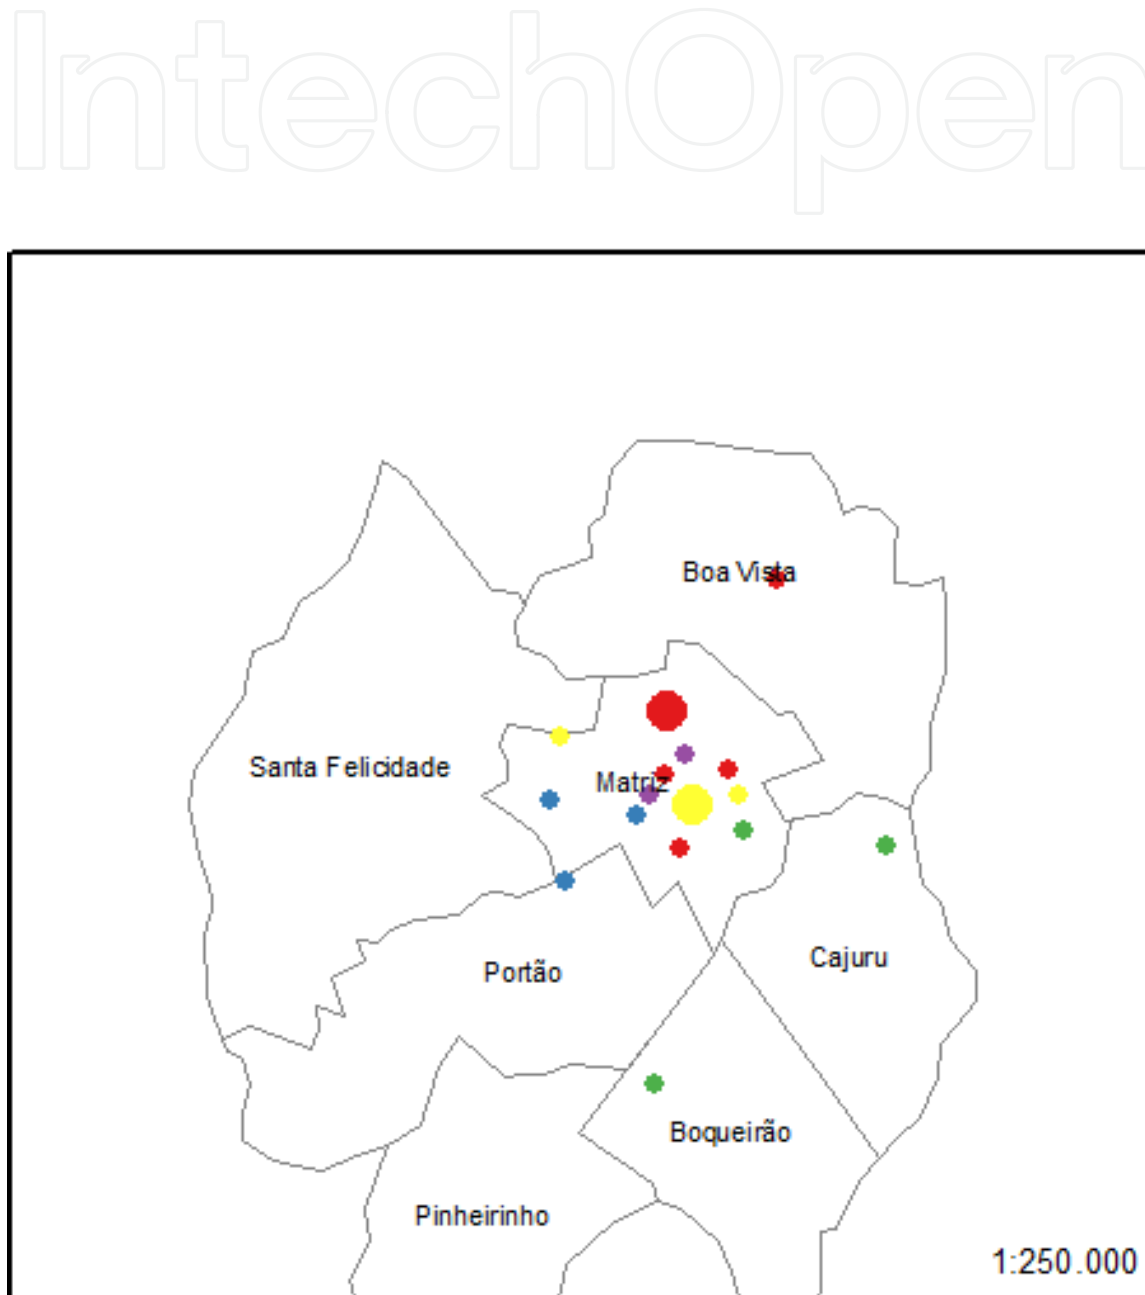 IntechOpen
Boa Vista
Santa Felicidade
Matriz
Cajuru
Portão
Boqueirão
Pinheirinho
1:250.000